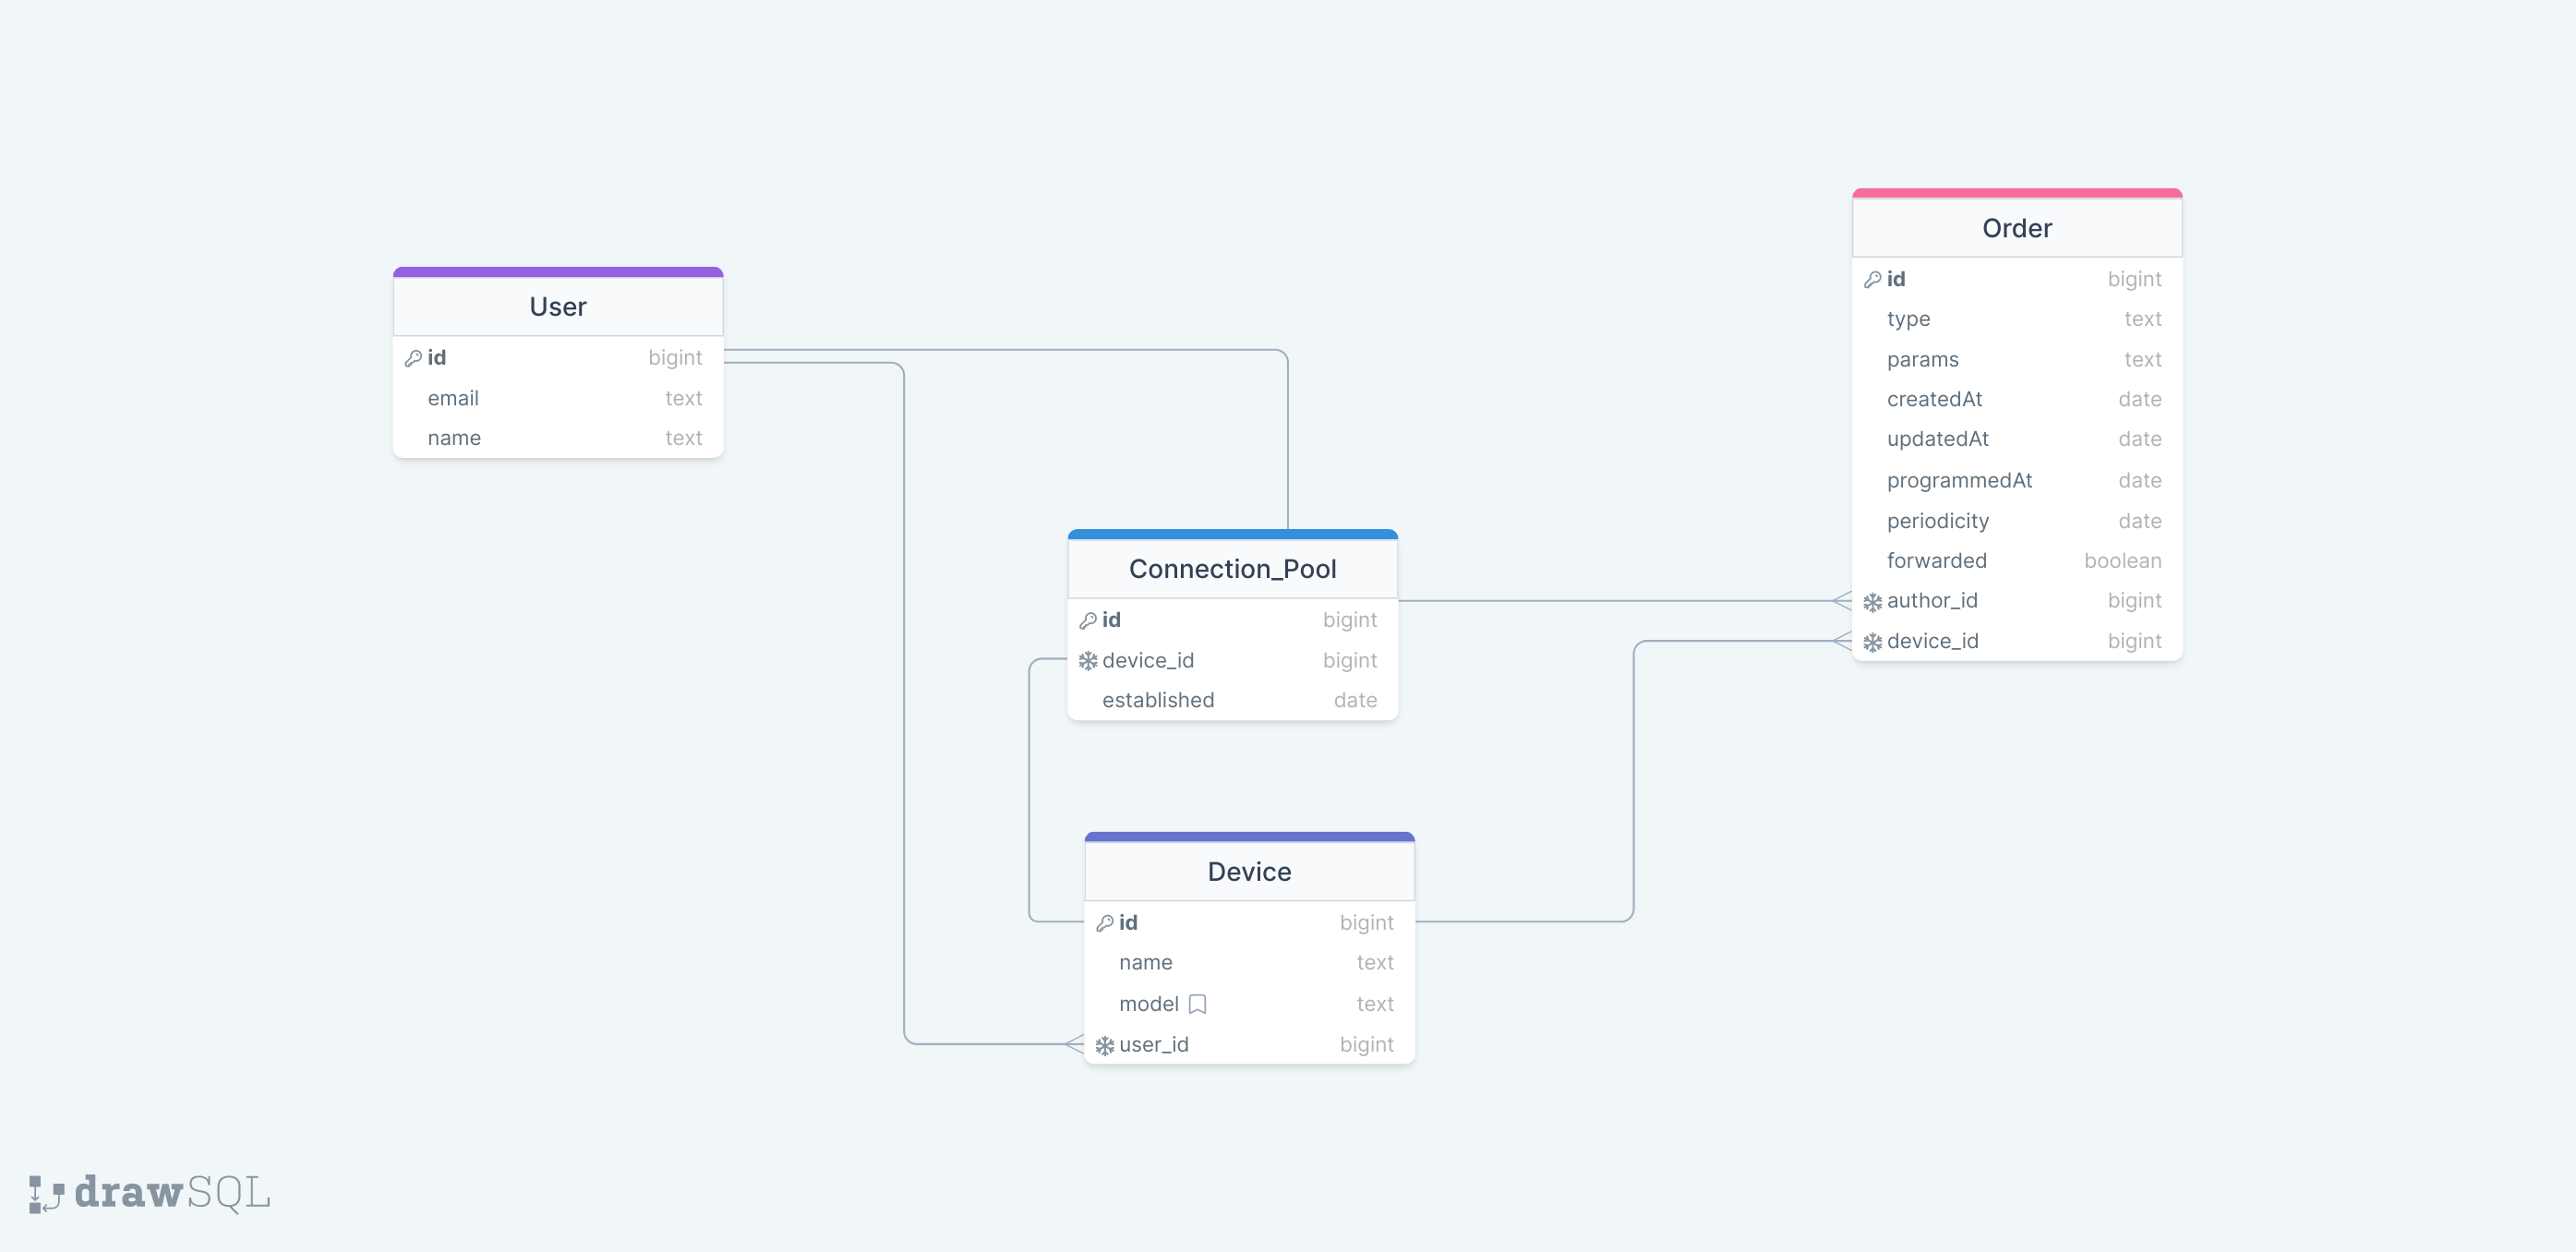 User
id bigint
email text
name text
Order
id bigint
type text
params text
createdAt date
updatedAt date
programmedAt date
periodicity date
forwarded boolean
author_id bigint
device_id bigint
Connection_Pool
id bigint
device_id bigint
established date
Device
id bigint
name text
model text
user_id bigint
drawSQL